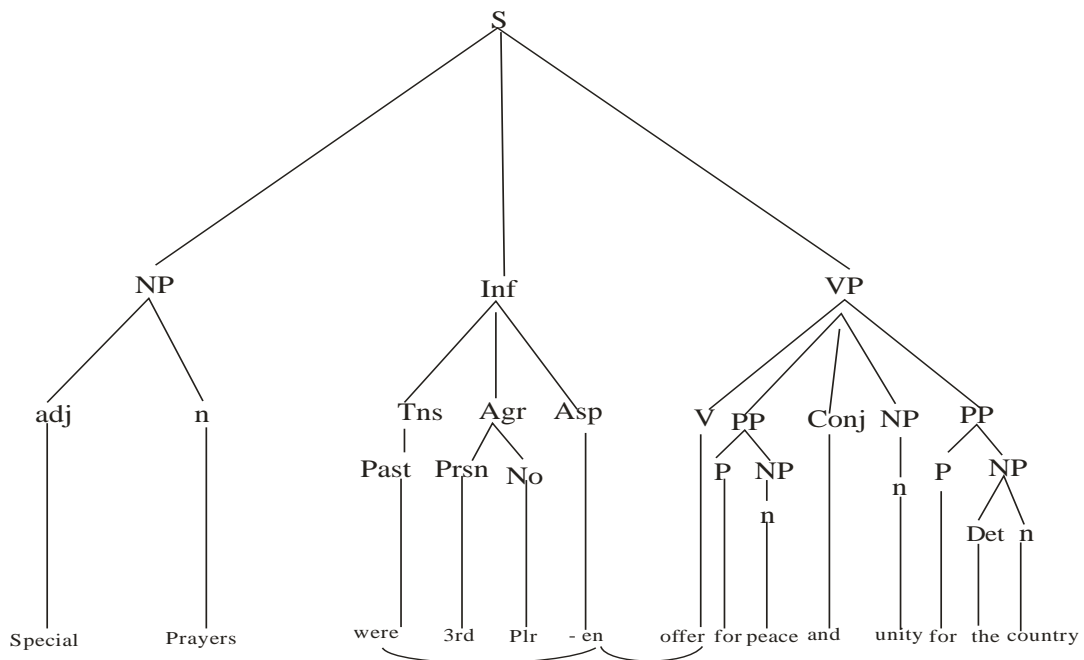 S
NP Inf VP
adj n Tns Agr Asp V PP Conj NP PP
Past Prsn No P NP n P NP
n Det n
Special Prayers were 3rd Plr - en offer for peace and unity for the country